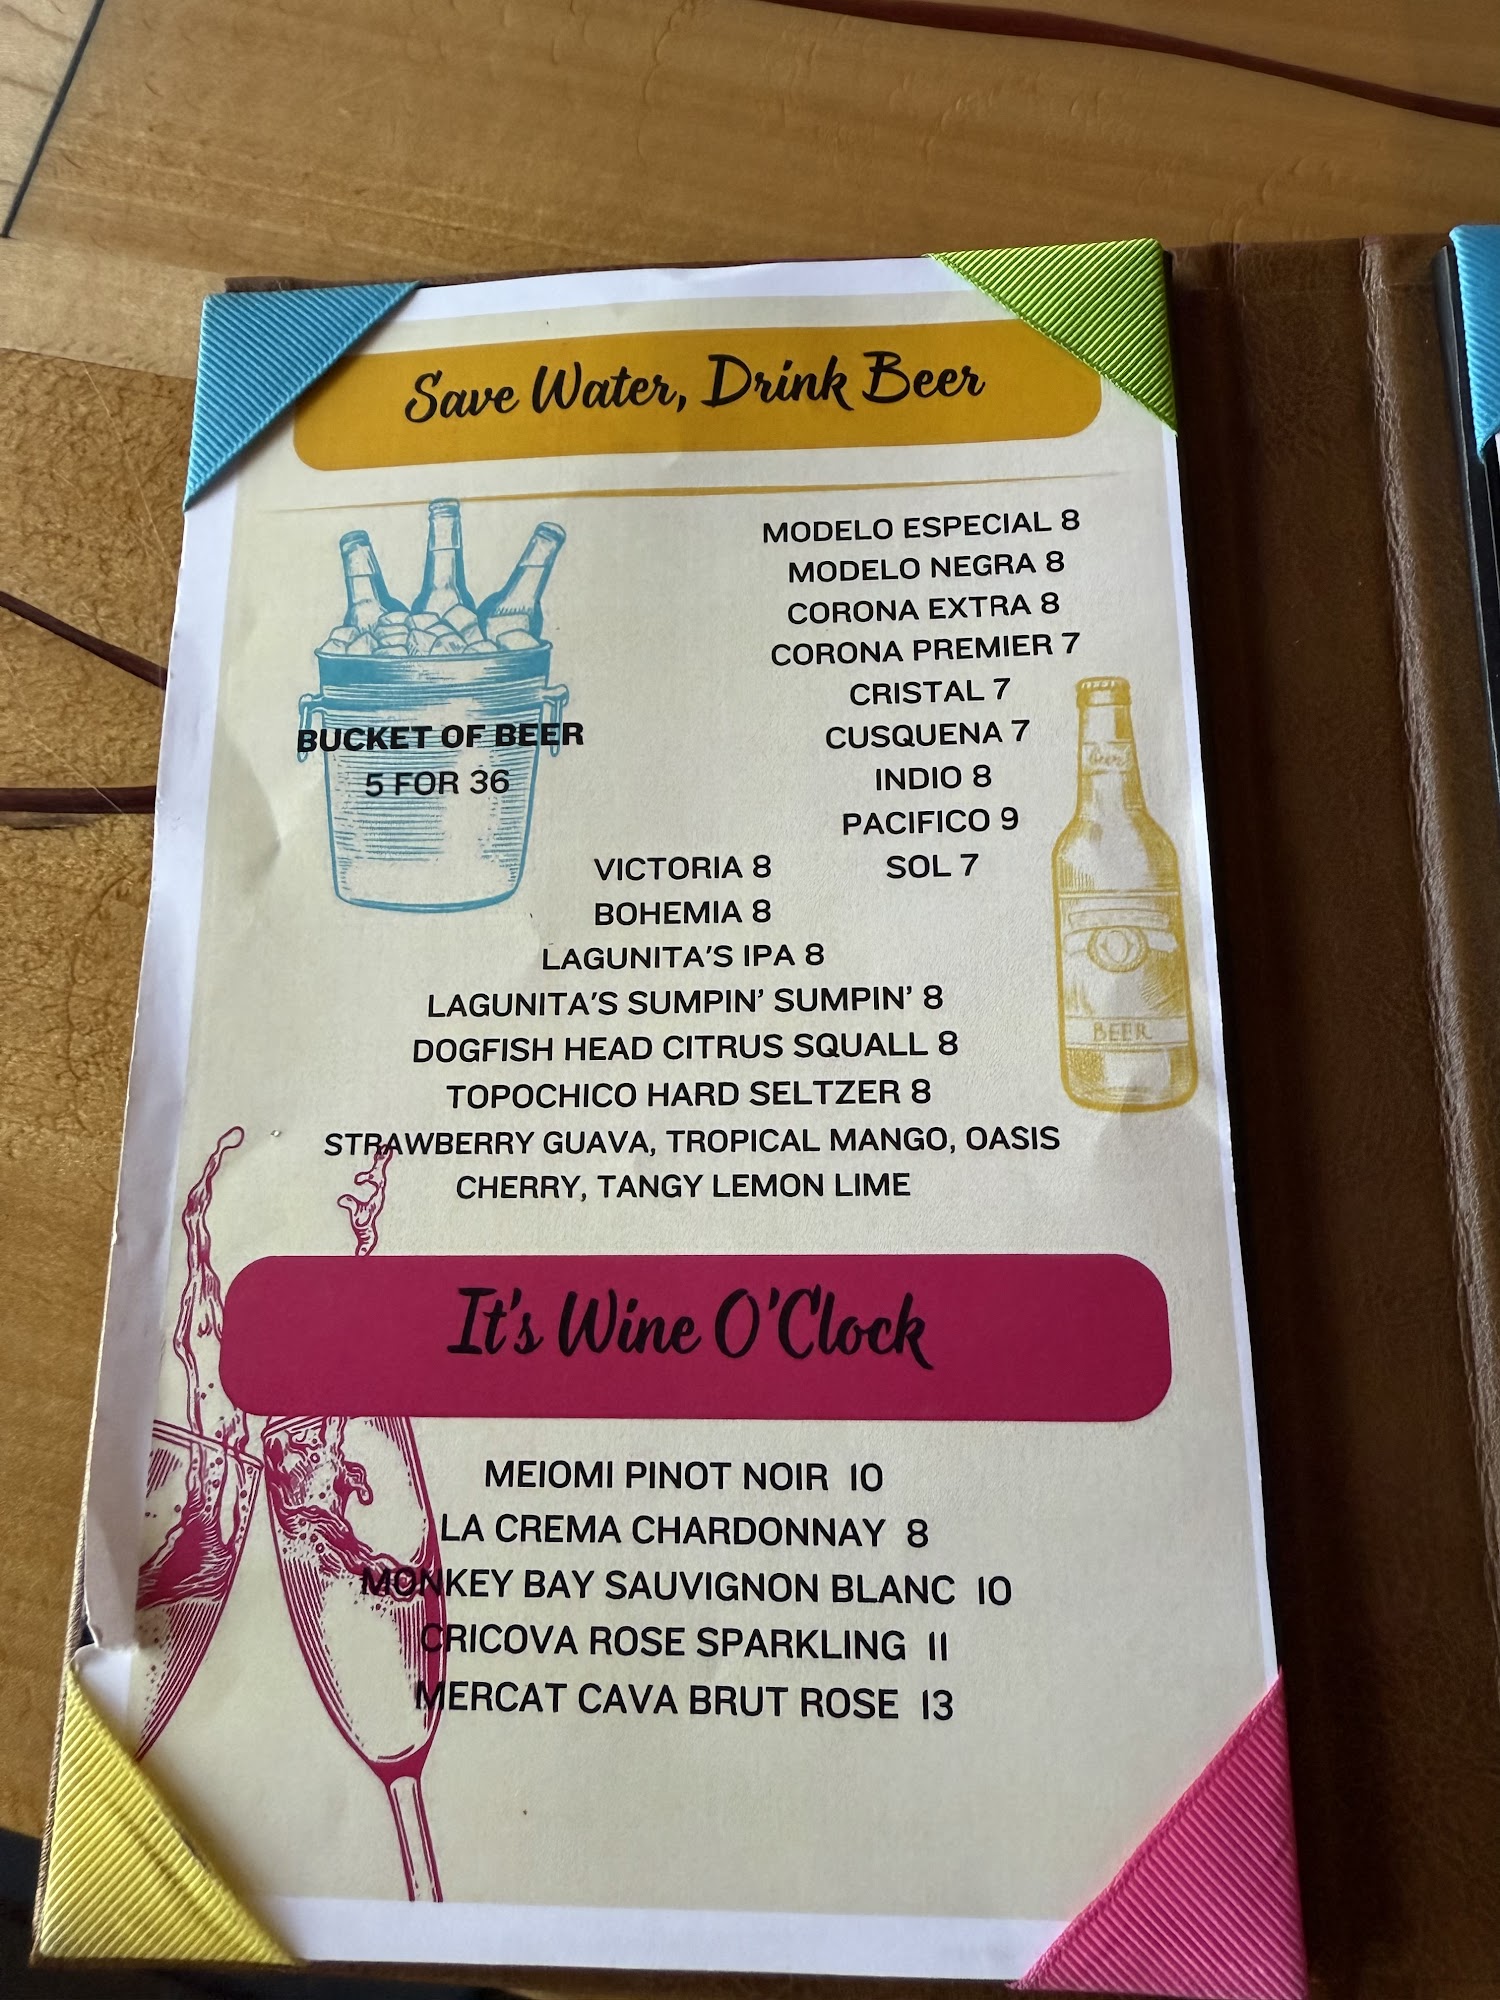 Save Water, Drink Beer
MODELO ESPECIAL 8
MODELO NEGRA 8
CORONA EXTRA 8
CORONA PREMIER 7
CRISTAL 7
CUSQUENA 7
INDIO 8
PACIFICO 9
SOL 7
BUCKET OF BEER
5 FOR 36
VICTORIA 8
BOHEMIA 8
LAGUNITA'S IPA 8
LAGUNITA'S SUMPIN' SUMPIN' 8
DOGFISH HEAD CITRUS SQUALL 8
TOPOCHICO HARD SELTZER 8
STRAWBERRY GUAVA, TROPICAL MANGO, OASIS
CHERRY, TANGY LEMON LIME
Beer
BEER
It's Wine O'Clock
MEIOMI PINOT NOIR 10
LA CREMA CHARDONNAY 8
MONKEY BAY SAUVIGNON BLANC 10
CRICOVA ROSE SPARKLING 11
MERCAT CAVA BRUT ROSE 13